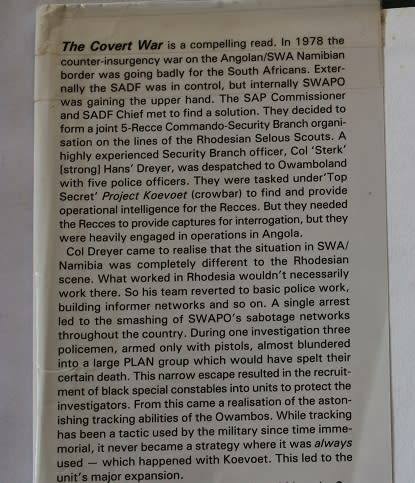 The Covert War is a compelling read. In 1978 the
counter-insurgency war on the Angolan/SWA Namibian
border was going badly for the South Africans. Exter-
nally the SADF was in control, but internally SWAPO
was gaining the upper hand. The SAP Commissioner
and SADF Chief met to find a solution. They decided to
form a joint 5-Recce Commando-Security Branch organi-
sation on the lines of the Rhodesian Selous Scouts. A
highly experienced Security Branch officer, Col 'Sterk'
[strong] Hans' Dreyer, was despatched to Owamboland
with five police officers. They were tasked under'Top
Secret' Project Koevoet (crowbar) to find and provide
operational intelligence for the Recces. But they needed
the Recces to provide captures for interrogation, but they
were heavily engaged in operations in Angola.
Col Dreyer came to realise that the situation in SWA/
Namibia was completely different to the Rhodesian
scene. What worked in Rhodesia wouldn't necessarily
work there. So his team reverted to basic police work,
building informer networks and so on. A single arrest
led to the smashing of SWAPO's sabotage networks
throughout the country. During one investigation three
policemen, armed only with pistols, almost blundered
into a large PLAN group which would have spelt their
certain death. This narrow escape resulted in the recruit-
ment of black special constables into units to protect the
investigators. From this came a realisation of the aston-
ishing tracking abilities of the Owambos. While tracking
has been a tactic used by the military since time imme-
morial, it never became a strategy where it was always
used — which happened with Koevoet. This led to the
unit's major expansion.